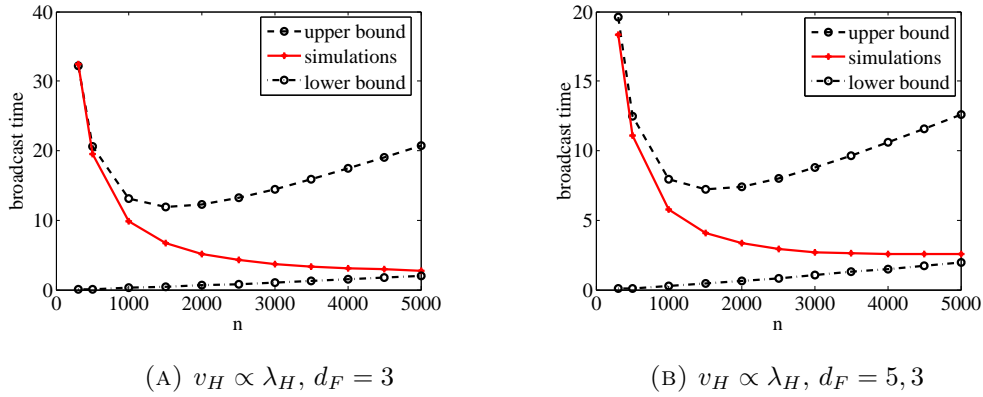 40
30
20
10
0
0 1000 2000 3000 4000 5000
n
broadcast time
upper bound
simulations
lower bound
(A) v_H ∝ λ_H, d_F = 3
20
15
10
5
0
0 1000 2000 3000 4000 5000
n
broadcast time
upper bound
simulations
lower bound
(B) v_H ∝ λ_H, d_F = 5, 3